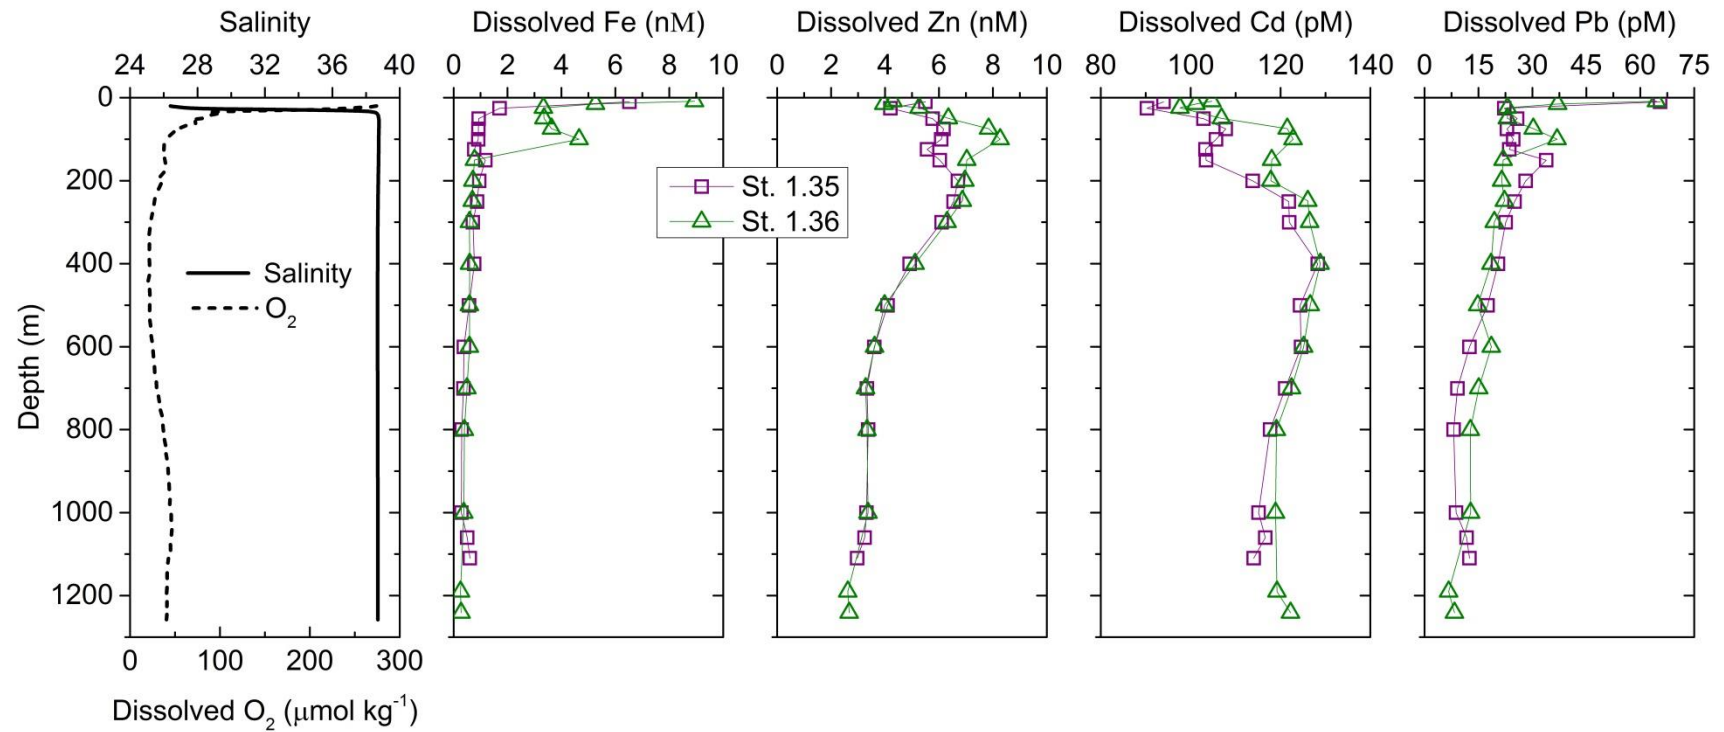 Salinity
Dissolved Fe (nM)
Dissolved Zn (nM)
Dissolved Cd (pM)
Dissolved Pb (pM)
24 28 32 36 40
0 2 4 6 8 10
0 2 4 6 8 10
80 100 120 140
0 15 30 45 60 75
0
200
400
600
800
1000
1200
Depth (m)
Salinity
O2
St. 1.35
St. 1.36
0 100 200 300
Dissolved O2 (μmol kg-1)